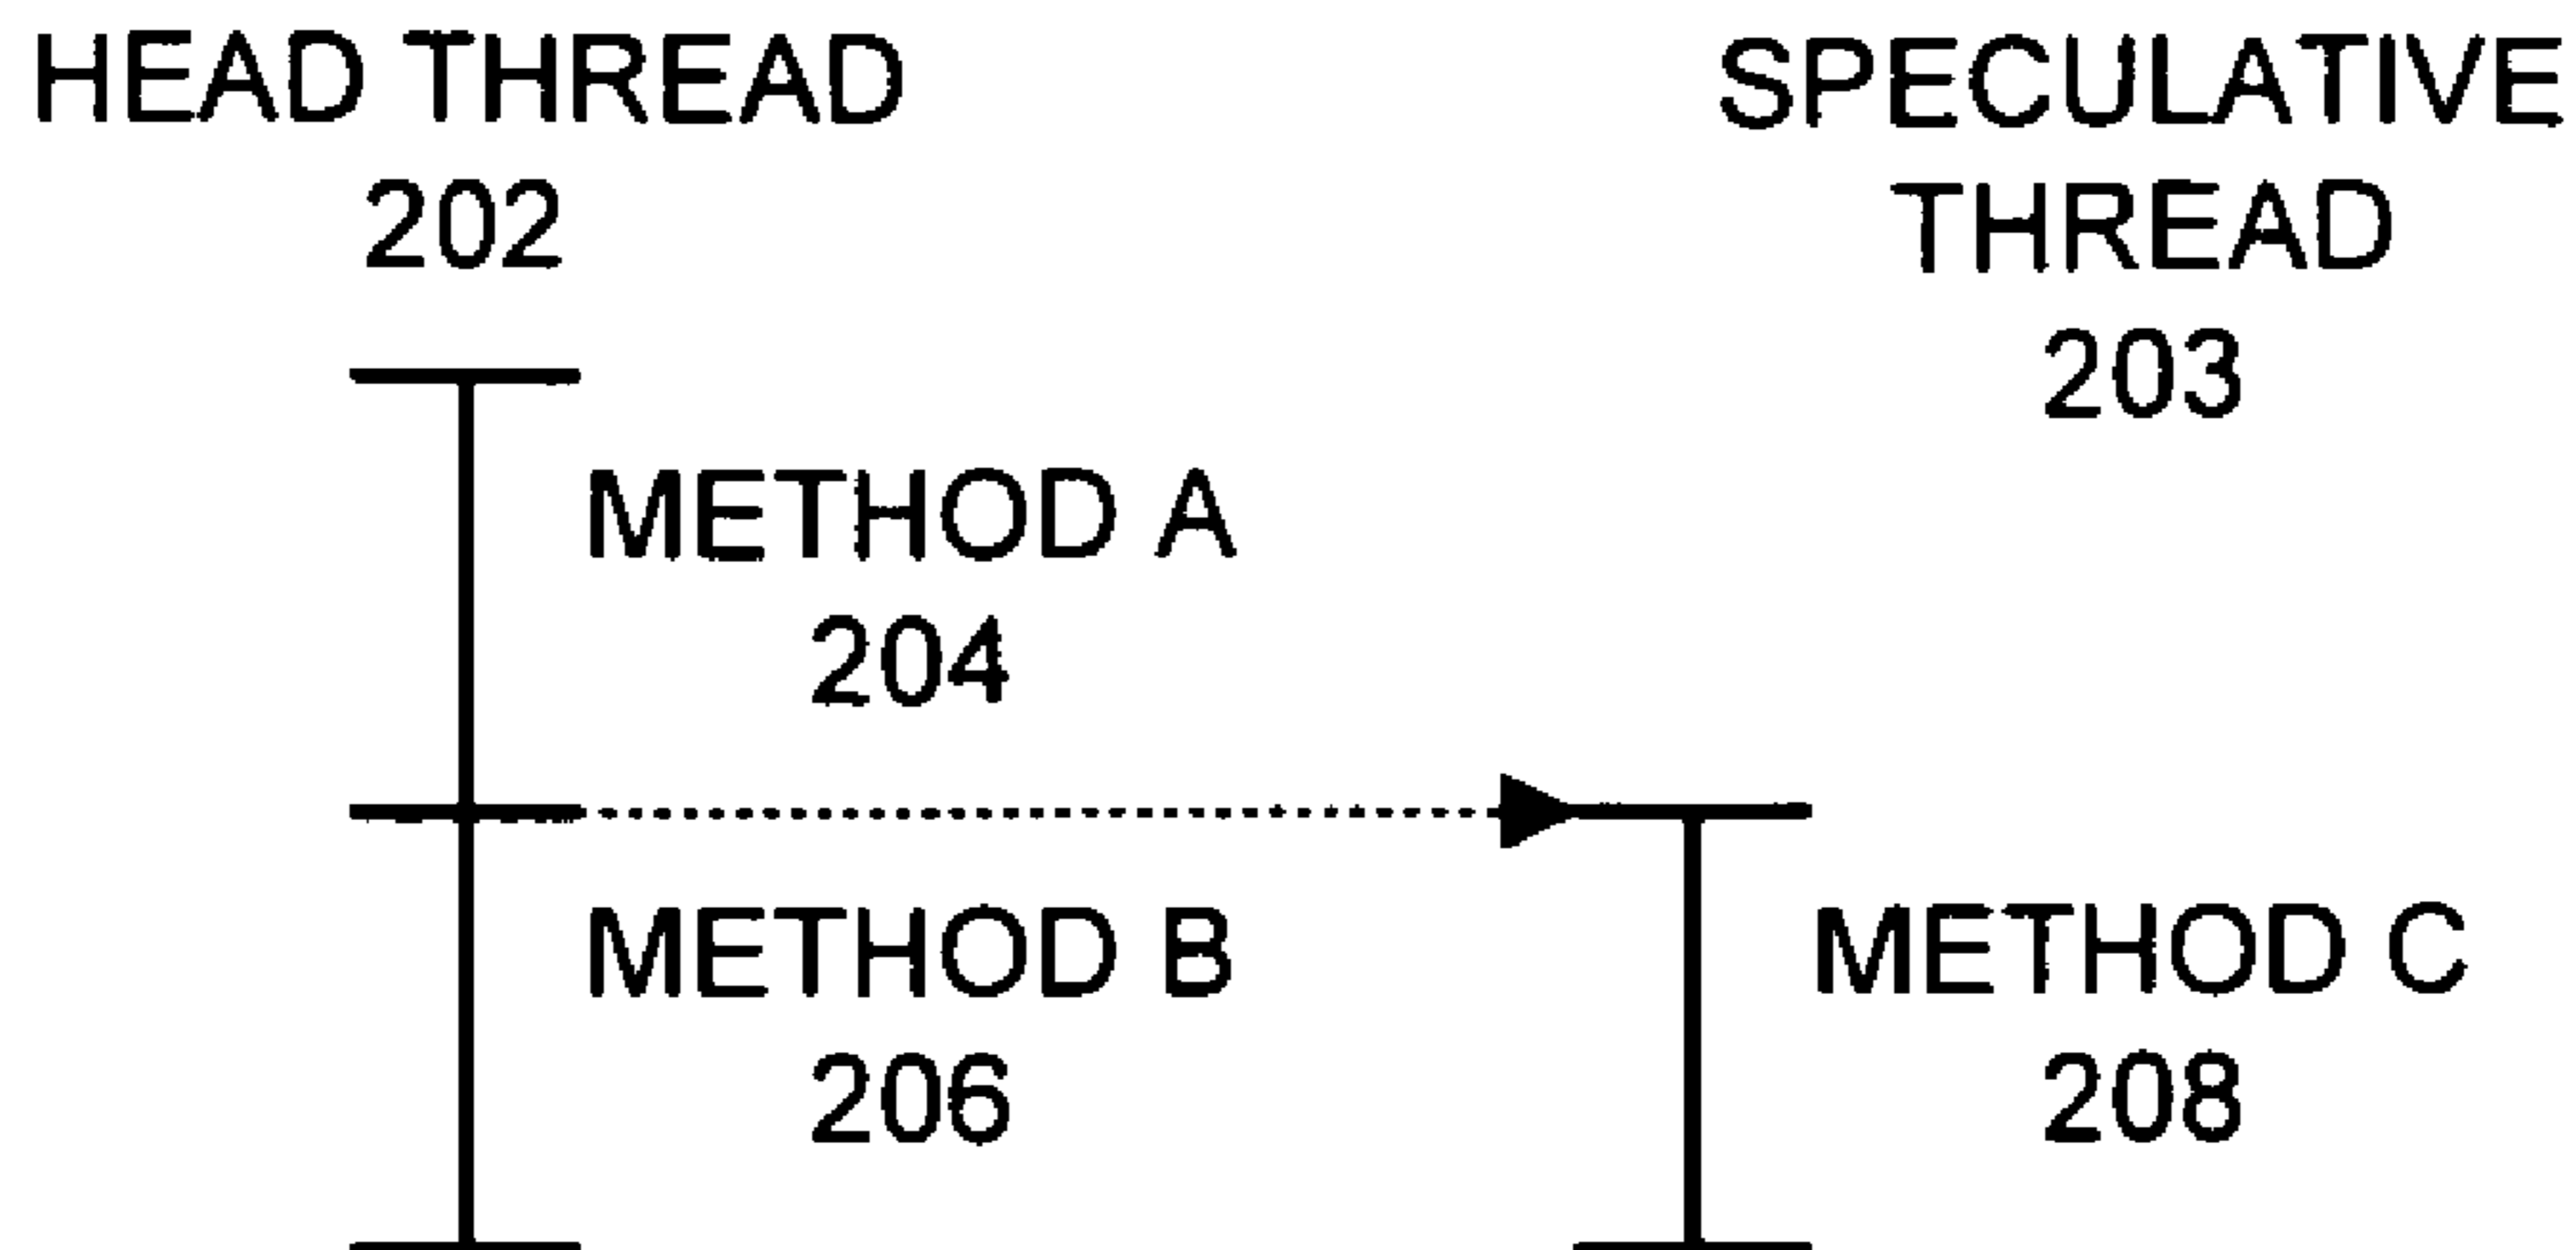 HEAD THREAD
202
SPECULATIVE
THREAD
203
METHOD A
204
METHOD B
206
METHOD C
208